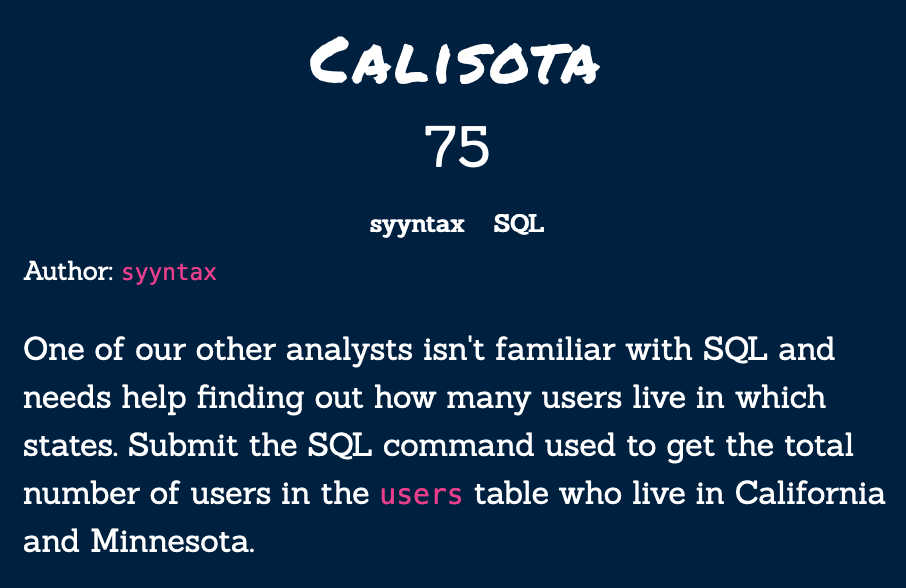 Calisota
75
syyntax SQL
Author: syyntax
One of our other analysts isn't familiar with SQL and
needs help finding out how many users live in which
states. Submit the SQL command used to get the total
number of users in the users table who live in California
and Minnesota.